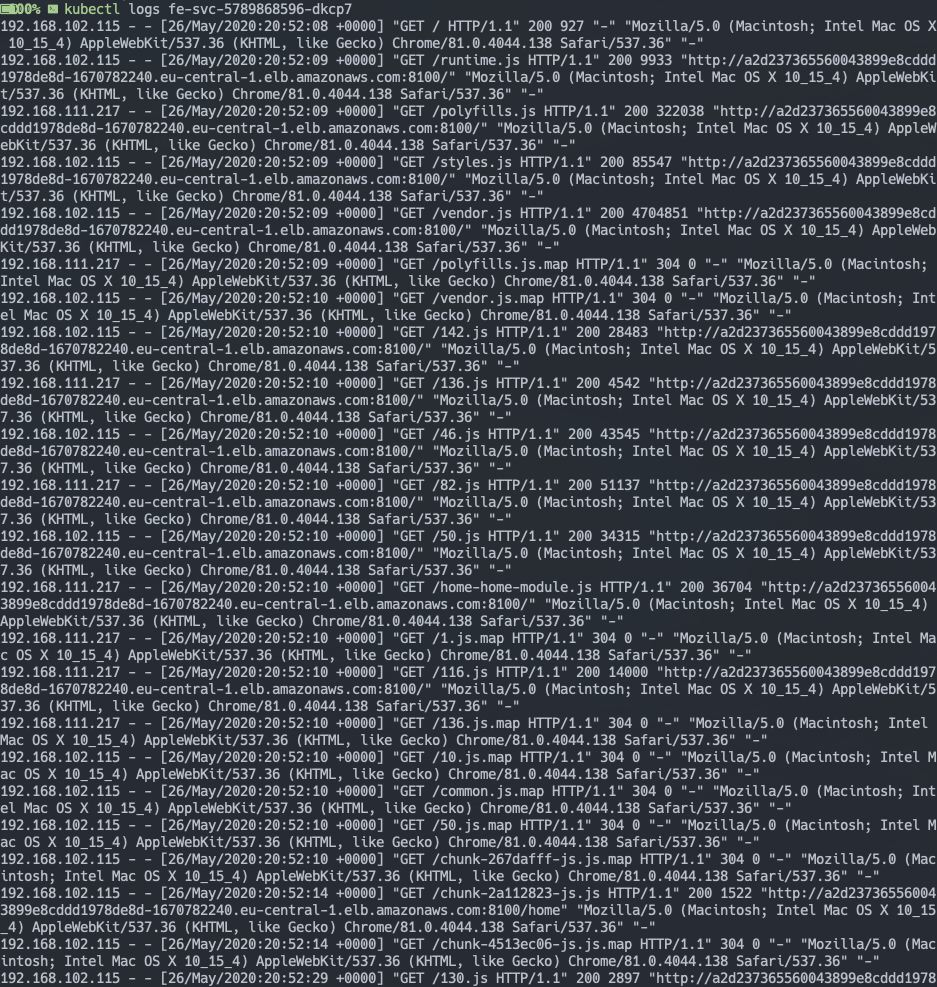 100% kubectl logs fe-svc-5789868596-dkcp7
192.168.102.115 - - [26/May/2020:20:52:08 +0000] "GET / HTTP/1.1" 200 927 "-" "Mozilla/5.0 (Macintosh; Intel Mac OS X
 10_15_4) AppleWebKit/537.36 (KHTML, like Gecko) Chrome/81.0.4044.138 Safari/537.36" "-"
192.168.102.115 - - [26/May/2020:20:52:09 +0000] "GET /runtime.js HTTP/1.1" 200 9933 "http://a2d237365560043899e8cddd
1978de8d-1670782240.eu-central-1.elb.amazonaws.com:8100/" "Mozilla/5.0 (Macintosh; Intel Mac OS X 10_15_4) AppleWebKi
t/537.36 (KHTML, like Gecko) Chrome/81.0.4044.138 Safari/537.36" "-"
192.168.111.217 - - [26/May/2020:20:52:09 +0000] "GET /polyfills.js HTTP/1.1" 200 322038 "http://a2d237365560043899e8
cddd1978de8d-1670782240.eu-central-1.elb.amazonaws.com:8100/" "Mozilla/5.0 (Macintosh; Intel Mac OS X 10_15_4) AppleW
ebKit/537.36 (KHTML, like Gecko) Chrome/81.0.4044.138 Safari/537.36" "-"
192.168.102.115 - - [26/May/2020:20:52:09 +0000] "GET /styles.js HTTP/1.1" 200 85547 "http://a2d237365560043899e8cddd
1978de8d-1670782240.eu-central-1.elb.amazonaws.com:8100/" "Mozilla/5.0 (Macintosh; Intel Mac OS X 10_15_4) AppleWebKi
t/537.36 (KHTML, like Gecko) Chrome/81.0.4044.138 Safari/537.36" "-"
192.168.102.115 - - [26/May/2020:20:52:09 +0000] "GET /vendor.js HTTP/1.1" 200 4704851 "http://a2d237365560043899e8cd
dd1978de8d-1670782240.eu-central-1.elb.amazonaws.com:8100/" "Mozilla/5.0 (Macintosh; Intel Mac OS X 10_15_4) AppleWeb
Kit/537.36 (KHTML, like Gecko) Chrome/81.0.4044.138 Safari/537.36" "-"
192.168.111.217 - - [26/May/2020:20:52:09 +0000] "GET /polyfills.js.map HTTP/1.1" 304 0 "-" "Mozilla/5.0 (Macintosh;
Intel Mac OS X 10_15_4) AppleWebKit/537.36 (KHTML, like Gecko) Chrome/81.0.4044.138 Safari/537.36" "-"
192.168.102.115 - - [26/May/2020:20:52:10 +0000] "GET /vendor.js.map HTTP/1.1" 304 0 "-" "Mozilla/5.0 (Macintosh; Int
el Mac OS X 10_15_4) AppleWebKit/537.36 (KHTML, like Gecko) Chrome/81.0.4044.138 Safari/537.36" "-"
192.168.102.115 - - [26/May/2020:20:52:10 +0000] "GET /142.js HTTP/1.1" 200 28483 "http://a2d237365560043899e8cddd197
8de8d-1670782240.eu-central-1.elb.amazonaws.com:8100/" "Mozilla/5.0 (Macintosh; Intel Mac OS X 10_15_4) AppleWebKit/5
37.36 (KHTML, like Gecko) Chrome/81.0.4044.138 Safari/537.36" "-"
192.168.111.217 - - [26/May/2020:20:52:10 +0000] "GET /136.js HTTP/1.1" 200 4542 "http://a2d237365560043899e8cddd1978
de8d-1670782240.eu-central-1.elb.amazonaws.com:8100/" "Mozilla/5.0 (Macintosh; Intel Mac OS X 10_15_4) AppleWebKit/53
7.36 (KHTML, like Gecko) Chrome/81.0.4044.138 Safari/537.36" "-"
192.168.102.115 - - [26/May/2020:20:52:10 +0000] "GET /46.js HTTP/1.1" 200 43545 "http://a2d237365560043899e8cddd1978
de8d-1670782240.eu-central-1.elb.amazonaws.com:8100/" "Mozilla/5.0 (Macintosh; Intel Mac OS X 10_15_4) AppleWebKit/53
7.36 (KHTML, like Gecko) Chrome/81.0.4044.138 Safari/537.36" "-"
192.168.111.217 - - [26/May/2020:20:52:10 +0000] "GET /82.js HTTP/1.1" 200 51137 "http://a2d237365560043899e8cddd1978
de8d-1670782240.eu-central-1.elb.amazonaws.com:8100/" "Mozilla/5.0 (Macintosh; Intel Mac OS X 10_15_4) AppleWebKit/53
7.36 (KHTML, like Gecko) Chrome/81.0.4044.138 Safari/537.36" "-"
192.168.102.115 - - [26/May/2020:20:52:10 +0000] "GET /50.js HTTP/1.1" 200 34315 "http://a2d237365560043899e8cddd1978
de8d-1670782240.eu-central-1.elb.amazonaws.com:8100/" "Mozilla/5.0 (Macintosh; Intel Mac OS X 10_15_4) AppleWebKit/53
7.36 (KHTML, like Gecko) Chrome/81.0.4044.138 Safari/537.36" "-"
192.168.111.217 - - [26/May/2020:20:52:10 +0000] "GET /home-home-module.js HTTP/1.1" 200 36704 "http://a2d23736556004
3899e8cddd1978de8d-1670782240.eu-central-1.elb.amazonaws.com:8100/" "Mozilla/5.0 (Macintosh; Intel Mac OS X 10_15_4)
AppleWebKit/537.36 (KHTML, like Gecko) Chrome/81.0.4044.138 Safari/537.36" "-"
192.168.111.217 - - [26/May/2020:20:52:10 +0000] "GET /1.js.map HTTP/1.1" 304 0 "-" "Mozilla/5.0 (Macintosh; Intel Ma
c OS X 10_15_4) AppleWebKit/537.36 (KHTML, like Gecko) Chrome/81.0.4044.138 Safari/537.36" "-"
192.168.111.217 - - [26/May/2020:20:52:10 +0000] "GET /116.js HTTP/1.1" 200 14000 "http://a2d237365560043899e8cddd197
8de8d-1670782240.eu-central-1.elb.amazonaws.com:8100/" "Mozilla/5.0 (Macintosh; Intel Mac OS X 10_15_4) AppleWebKit/5
37.36 (KHTML, like Gecko) Chrome/81.0.4044.138 Safari/537.36" "-"
192.168.111.217 - - [26/May/2020:20:52:10 +0000] "GET /136.js.map HTTP/1.1" 304 0 "-" "Mozilla/5.0 (Macintosh; Intel
Mac OS X 10_15_4) AppleWebKit/537.36 (KHTML, like Gecko) Chrome/81.0.4044.138 Safari/537.36" "-"
192.168.102.115 - - [26/May/2020:20:52:10 +0000] "GET /10.js.map HTTP/1.1" 304 0 "-" "Mozilla/5.0 (Macintosh; Intel M
ac OS X 10_15_4) AppleWebKit/537.36 (KHTML, like Gecko) Chrome/81.0.4044.138 Safari/537.36" "-"
192.168.102.115 - - [26/May/2020:20:52:10 +0000] "GET /common.js.map HTTP/1.1" 304 0 "-" "Mozilla/5.0 (Macintosh; Int
el Mac OS X 10_15_4) AppleWebKit/537.36 (KHTML, like Gecko) Chrome/81.0.4044.138 Safari/537.36" "-"
192.168.102.115 - - [26/May/2020:20:52:10 +0000] "GET /50.js.map HTTP/1.1" 304 0 "-" "Mozilla/5.0 (Macintosh; Intel M
ac OS X 10_15_4) AppleWebKit/537.36 (KHTML, like Gecko) Chrome/81.0.4044.138 Safari/537.36" "-"
192.168.102.115 - - [26/May/2020:20:52:10 +0000] "GET /chunk-267dafff-js.js.map HTTP/1.1" 304 0 "-" "Mozilla/5.0 (Mac
intosh; Intel Mac OS X 10_15_4) AppleWebKit/537.36 (KHTML, like Gecko) Chrome/81.0.4044.138 Safari/537.36" "-"
192.168.102.115 - - [26/May/2020:20:52:14 +0000] "GET /chunk-2a112823-js.js HTTP/1.1" 200 1522 "http://a2d23736556004
3899e8cddd1978de8d-1670782240.eu-central-1.elb.amazonaws.com:8100/home" "Mozilla/5.0 (Macintosh; Intel Mac OS X 10_15
_4) AppleWebKit/537.36 (KHTML, like Gecko) Chrome/81.0.4044.138 Safari/537.36" "-"
192.168.102.115 - - [26/May/2020:20:52:14 +0000] "GET /chunk-4513ec06-js.js.map HTTP/1.1" 304 0 "-" "Mozilla/5.0 (Mac
intosh; Intel Mac OS X 10_15_4) AppleWebKit/537.36 (KHTML, like Gecko) Chrome/81.0.4044.138 Safari/537.36" "-"
192.168.102.115 - - [26/May/2020:20:52:29 +0000] "GET /130.js HTTP/1.1" 200 2897 "http://a2d237365560043899e8cddd1978